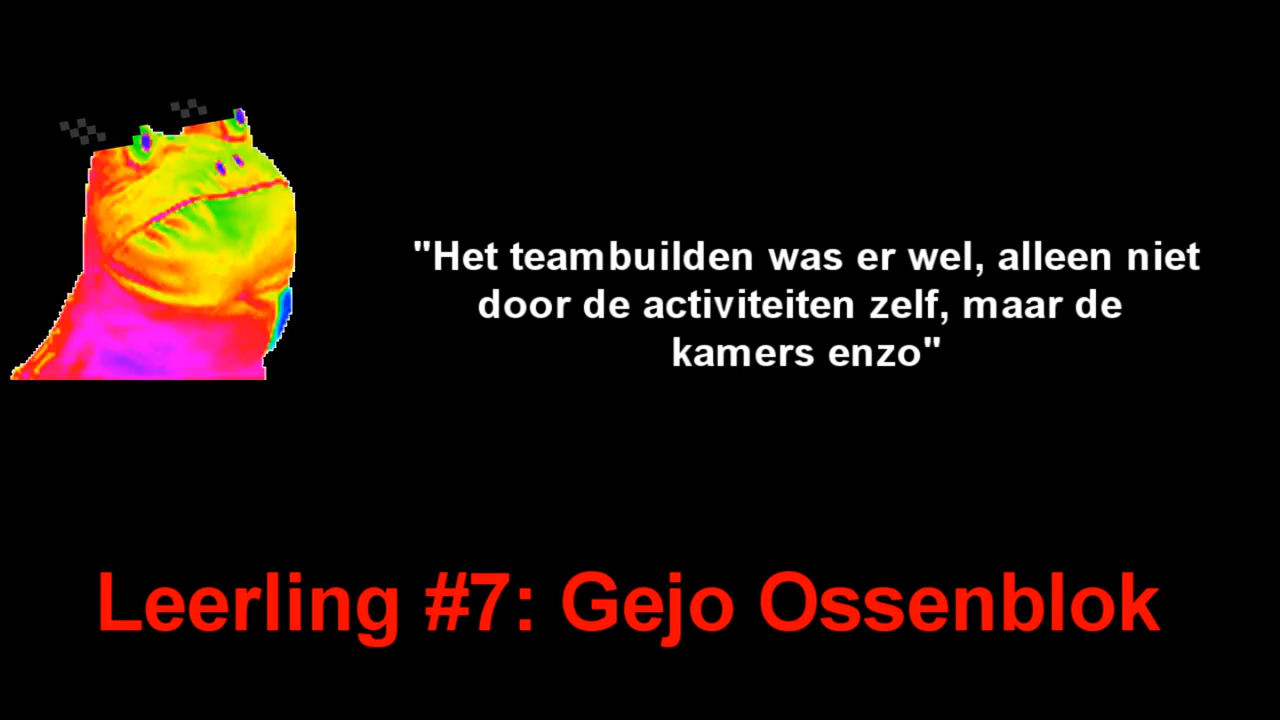 "Het teambuilden was er wel, alleen niet
door de activiteiten zelf, maar de
kamers enzo"
Leerling #7: Gejo Ossenblok